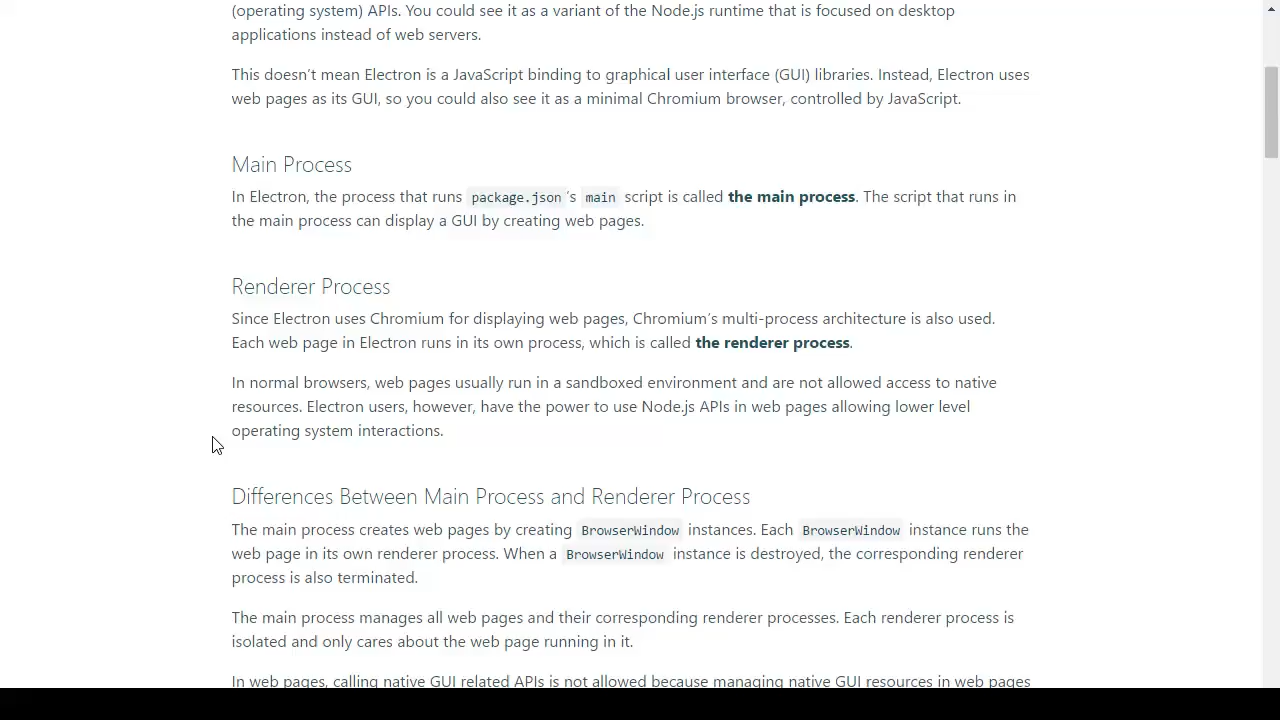 (operating system) APIs. You could see it as a variant of the Node.js runtime that is focused on desktop
applications instead of web servers.
This doesn’t mean Electron is a JavaScript binding to graphical user interface (GUI) libraries. Instead, Electron uses
web pages as its GUI, so you could also see it as a minimal Chromium browser, controlled by JavaScript.
Main Process
In Electron, the process that runs package.json ’s main script is called the main process. The script that runs in
the main process can display a GUI by creating web pages.
Renderer Process
Since Electron uses Chromium for displaying web pages, Chromium’s multi-process architecture is also used.
Each web page in Electron runs in its own process, which is called the renderer process.
In normal browsers, web pages usually run in a sandboxed environment and are not allowed access to native
resources. Electron users, however, have the power to use Node.js APIs in web pages allowing lower level
operating system interactions.
Differences Between Main Process and Renderer Process
The main process creates web pages by creating BrowserWindow instances. Each BrowserWindow instance runs the
web page in its own renderer process. When a BrowserWindow instance is destroyed, the corresponding renderer
process is also terminated.
The main process manages all web pages and their corresponding renderer processes. Each renderer process is
isolated and only cares about the web page running in it.
In web pages, calling native GUI related APIs is not allowed because managing native GUI resources in web pages